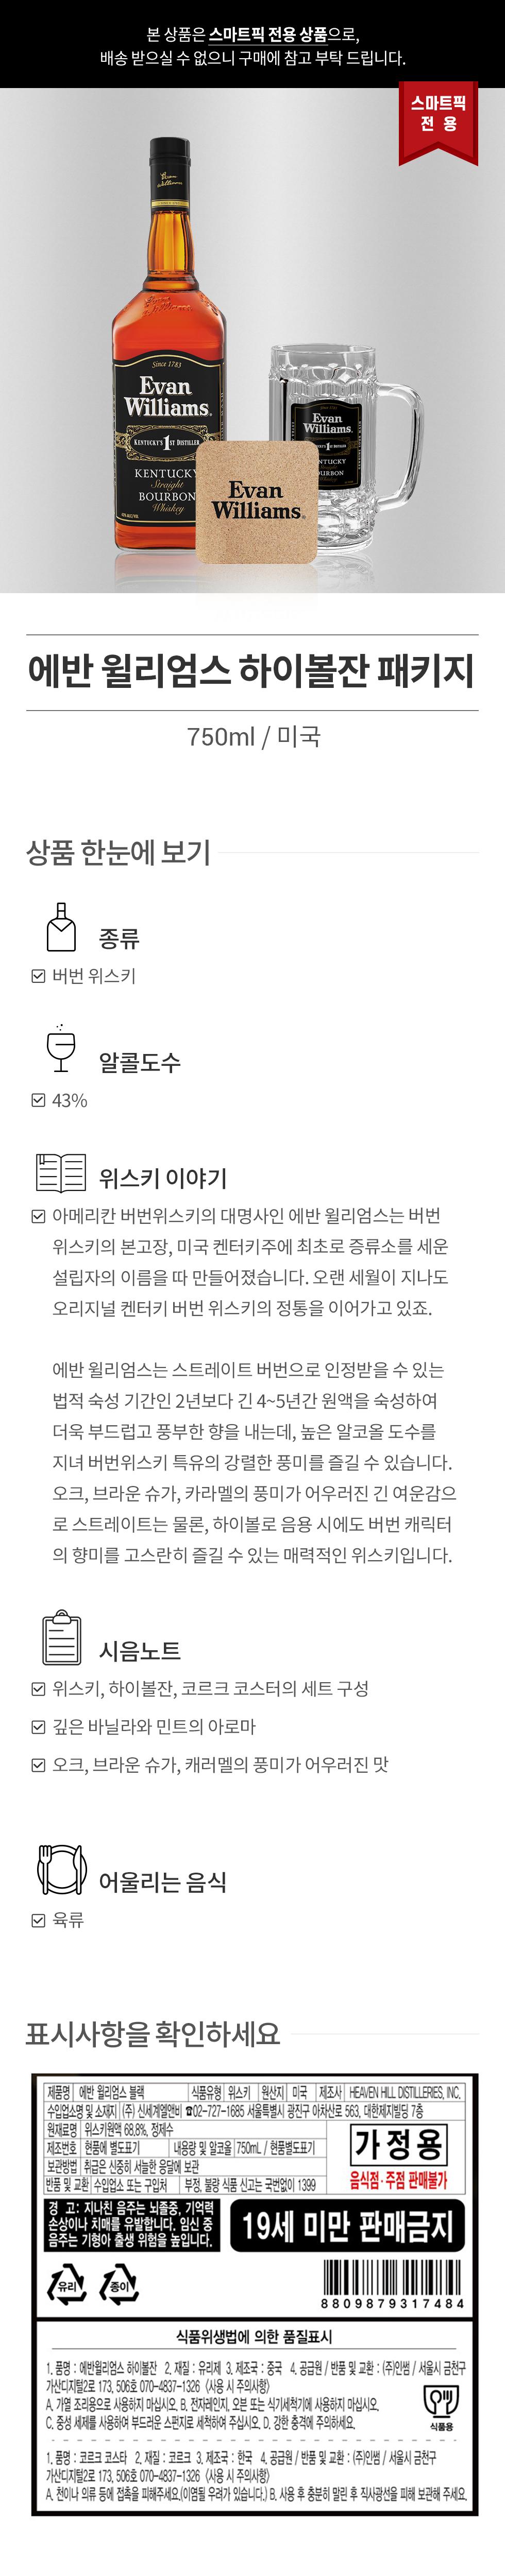 본 상품은 스마트픽 전용 상품으로,
배송 받으실 수 없으니 구매에 참고 부탁 드립니다.
스마트픽
전 용
Evan Williams
Since 1783
Evan
Williams.
KENTUCKY'S 1ST DISTILLER
KENTUCKY
Straight
BOURBON
Whiskey
Evan
Williams.
KENTUCKY'S 1ST DISTILLER
NTUCKY
URBON
Whiskey
Evan
Williams.
에반 윌리엄스 하이볼잔 패키지
750ml / 미국
상품 한눈에 보기
종류
버번 위스키
알콜도수
43%
위스키 이야기
아메리칸 버번위스키의 대명사인 에반 윌리엄스는 버번
위스키의 본고장, 미국 켄터키주에 최초로 증류소를 세운
설립자의 이름을 따 만들어졌습니다. 오랜 세월이 지나도
오리지널 켄터키 버번 위스키의 정통을 이어가고 있죠.
에반 윌리엄스는 스트레이트 버번으로 인정받을 수 있는
법적 숙성 기간인 2년보다 긴 4~5년간 원액을 숙성하여
더욱 부드럽고 풍부한 향을 내는데, 높은 알코올 도수를
지녀 버번위스키 특유의 강렬한 풍미를 즐길 수 있습니다.
오크, 브라운 슈가, 카라멜의 풍미가 어우러진 긴 여운감으
로 스트레이트는 물론, 하이볼로 음용 시에도 버번 캐릭터
의 향미를 고스란히 즐길 수 있는 매력적인 위스키입니다.
시음노트
위스키, 하이볼잔, 코르크 코스터의 세트 구성
깊은 바닐라와 민트의 아로마
오크, 브라운 슈가, 캐러멜의 풍미가 어우러진 맛
어울리는 음식
육류
표시사항을 확인하세요
제품명 에반 윌리엄스 블랙 식품유형 위스키 원산지 미국 제조사 HEAVEN HILL DISTILLERIES, INC.
수입업소명 및 소재지 (주) 신세계엘앤비 ☎02-727-1685 서울특별시 광진구 아차산로 563, 대한제지빌딩 7층
원재료명 위스키원액 68.8%, 정제수
제조번호 현품에 별도표기 내용량 및 알코올 750mL / 현품별도표기
보관방법 취급은 신중히 서늘한 응달에 보관
반품 및 교환 수입업소 또는 구입처 부정, 불량 식품 신고는 국번없이 1399
가 정 용
음식점·주점 판매불가
경 고: 지나친 음주는 뇌졸중, 기억력
손상이나 치매를 유발합니다. 임신 중
음주는 기형아 출생 위험을 높입니다.
19세 미만 판매금지
유리
종이
8809879317484
식품위생법에 의한 품질표시
1. 품명 : 에반윌리엄스 하이볼잔 2. 재질 : 유리제 3. 제조국 : 중국 4. 공급원 / 반품 및 교환 : (주)인썸 / 서울시 금천구
가산디지털2로 173, 506호 070-4837-1326 《사용 시 주의사항》
A. 가열 조리용으로 사용하지 마십시오. B. 전자레인지, 오븐 또는 식기세척기에 사용하지 마십시오.
C. 중성 세제를 사용하여 부드러운 스펀지로 세척하여 주십시오. D. 강한 충격에 주의하세요.
식품용
1. 품명 : 코르크 코스타 2. 재질 : 코르크 3. 제조국 : 한국 4. 공급원 / 반품 및 교환 : (주)인썸 / 서울시 금천구
가산디지털2로 173, 506호 070-4837-1326 《사용 시 주의사항》
A. 천이나 의류 등에 접촉을 피해주세요.(이염될 우려가 있습니다.) B. 사용 후 충분히 말린 후 직사광선을 피해 보관해 주세요.